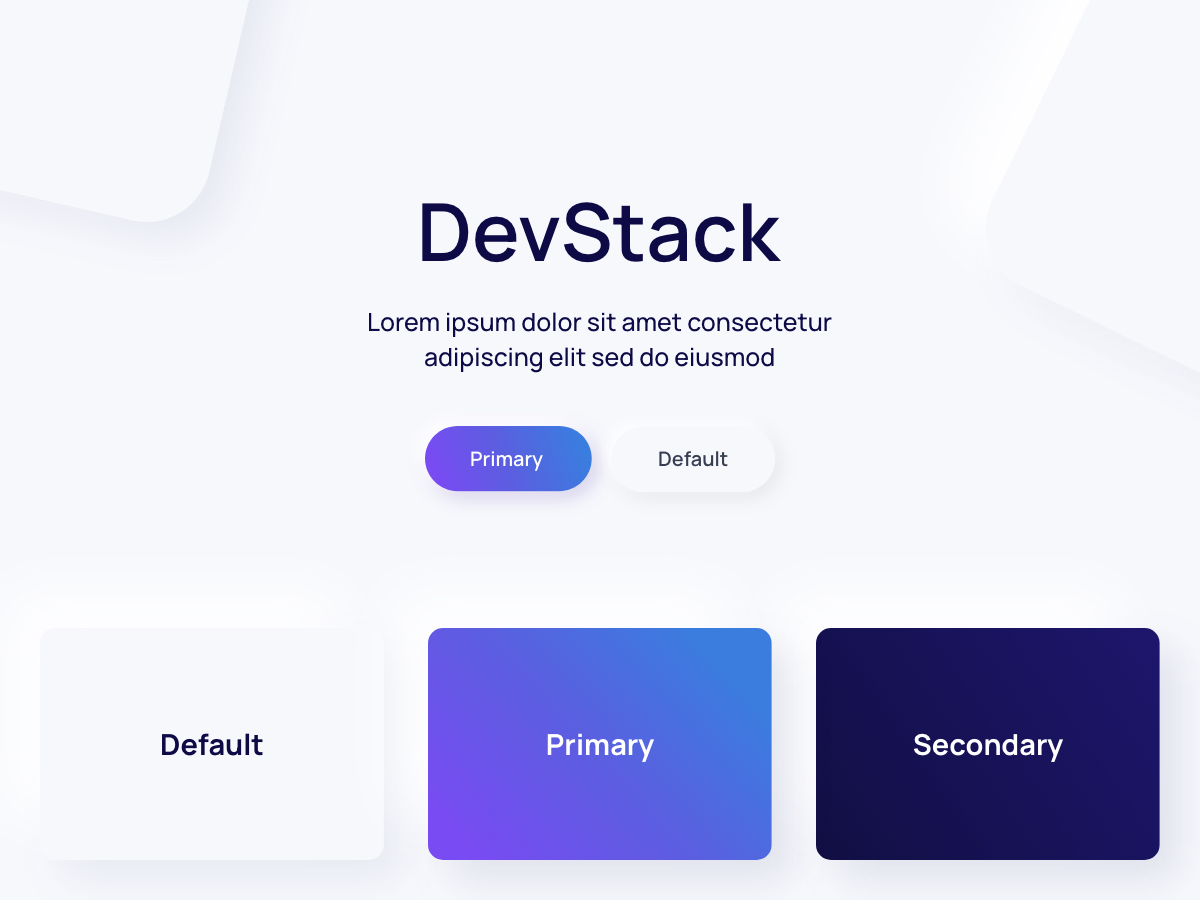 DevStack
Lorem ipsum dolor sit amet consectetur
adipiscing elit sed do eiusmod
Primary
Default
Default
Primary
Secondary